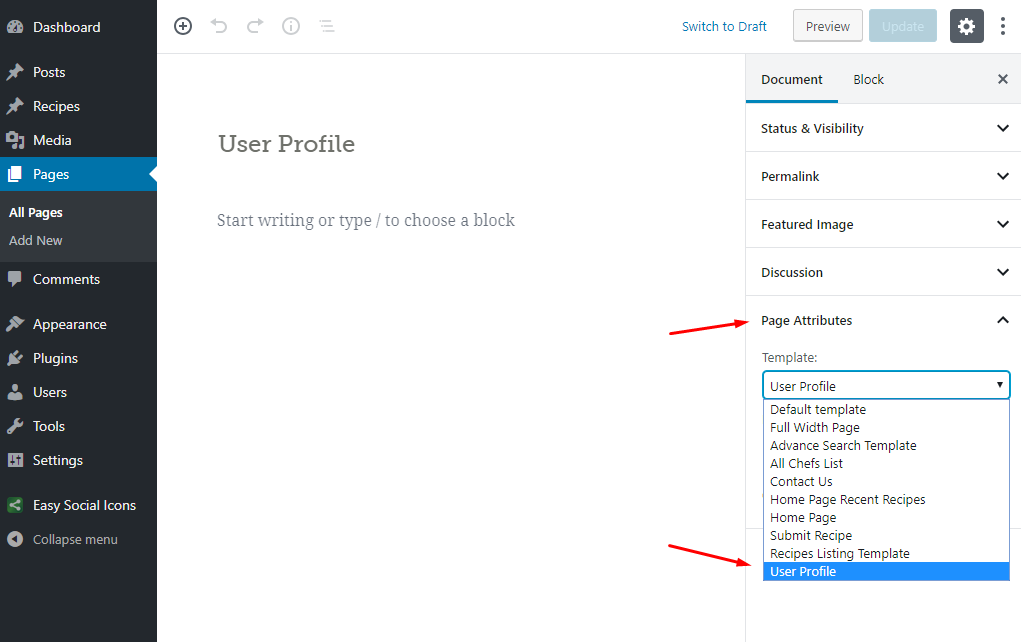 Dashboard
Posts
Recipes
Media
Pages
All Pages
Add New
Comments
Appearance
Plugins
Users
Tools
Settings
Easy Social Icons
Collapse menu
Switch to Draft
Preview
Update
User Profile
Start writing or type / to choose a block
Document
Block
Status & Visibility
Permalink
Featured Image
Discussion
Page Attributes
Template:
User Profile
Default template
Full Width Page
Advance Search Template
All Chefs List
Contact Us
Home Page Recent Recipes
Home Page
Submit Recipe
Recipes Listing Template
User Profile